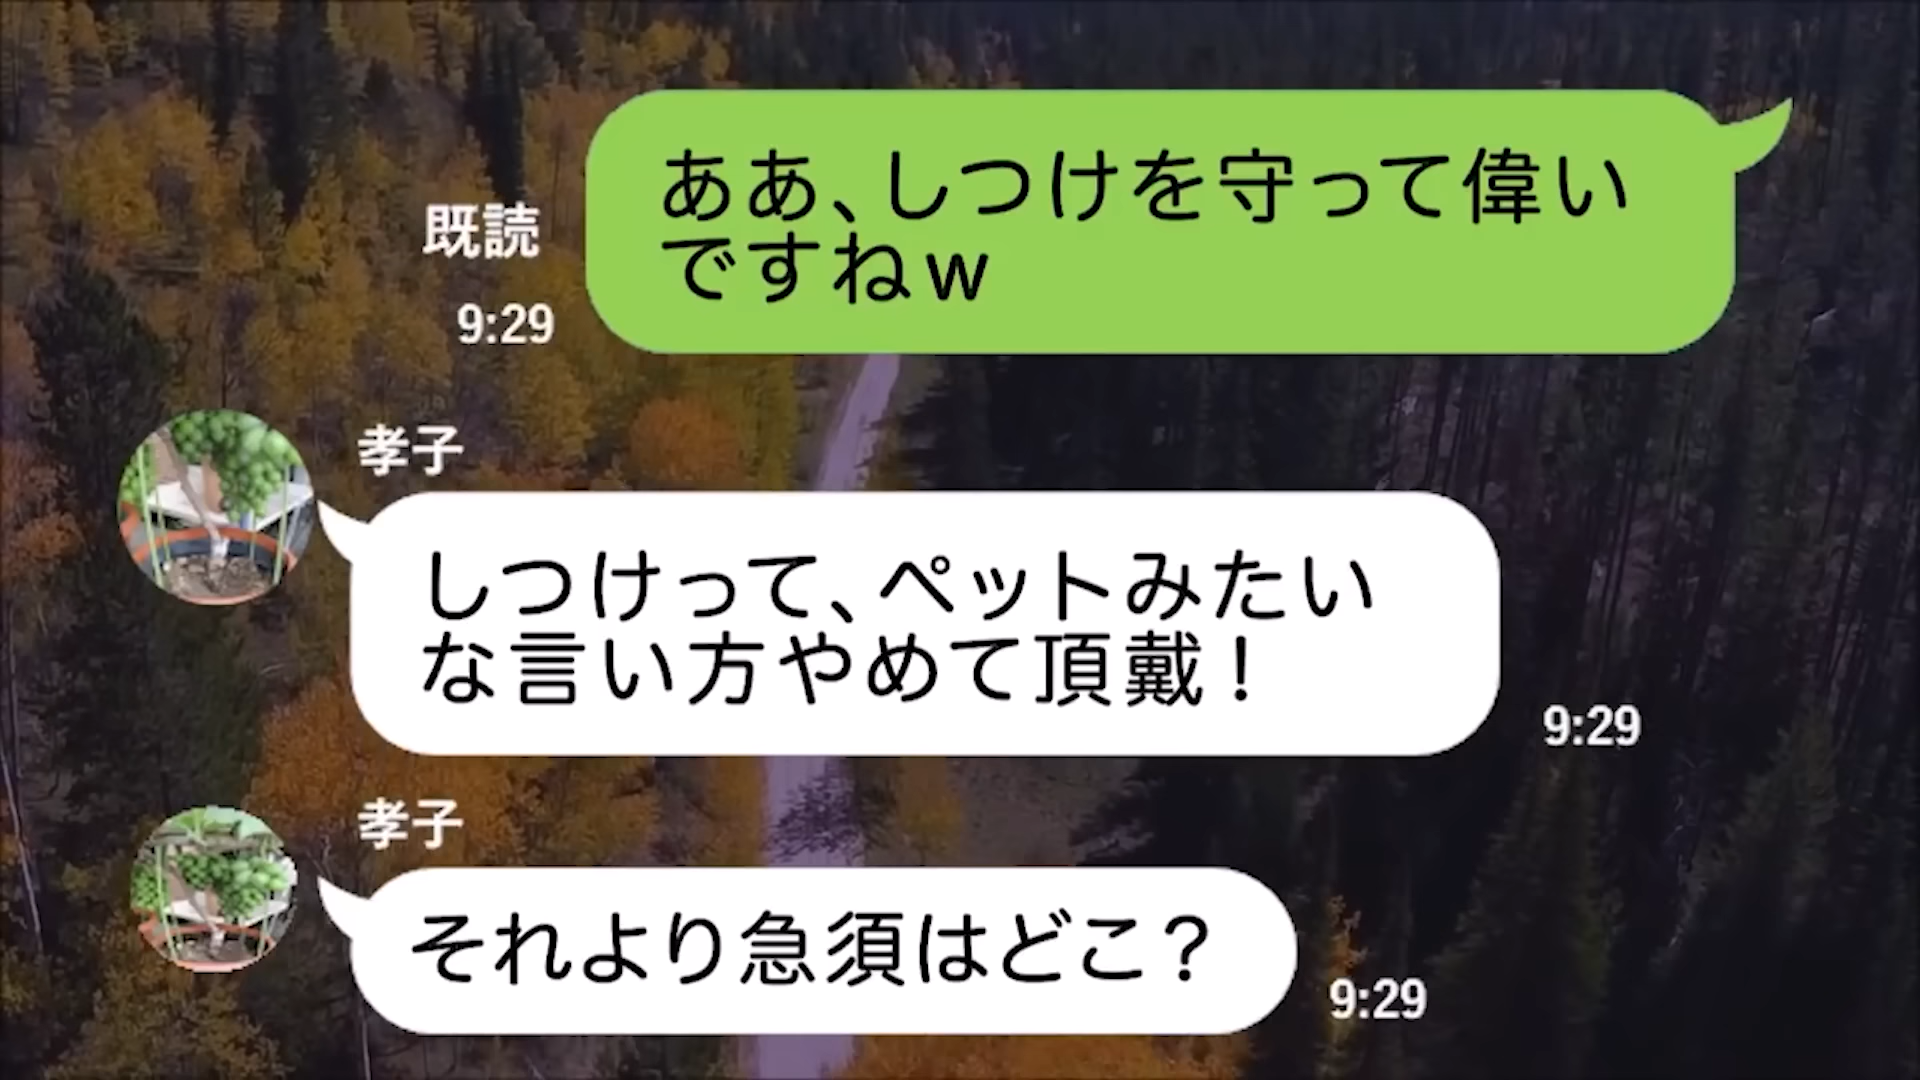 ああ、しつけを守って偉い
ですねｗ
既読
9:29
孝子
しつけって、ペットみたい
な言い方やめて頂戴！
9:29
孝子
それより急須はどこ？
9:29